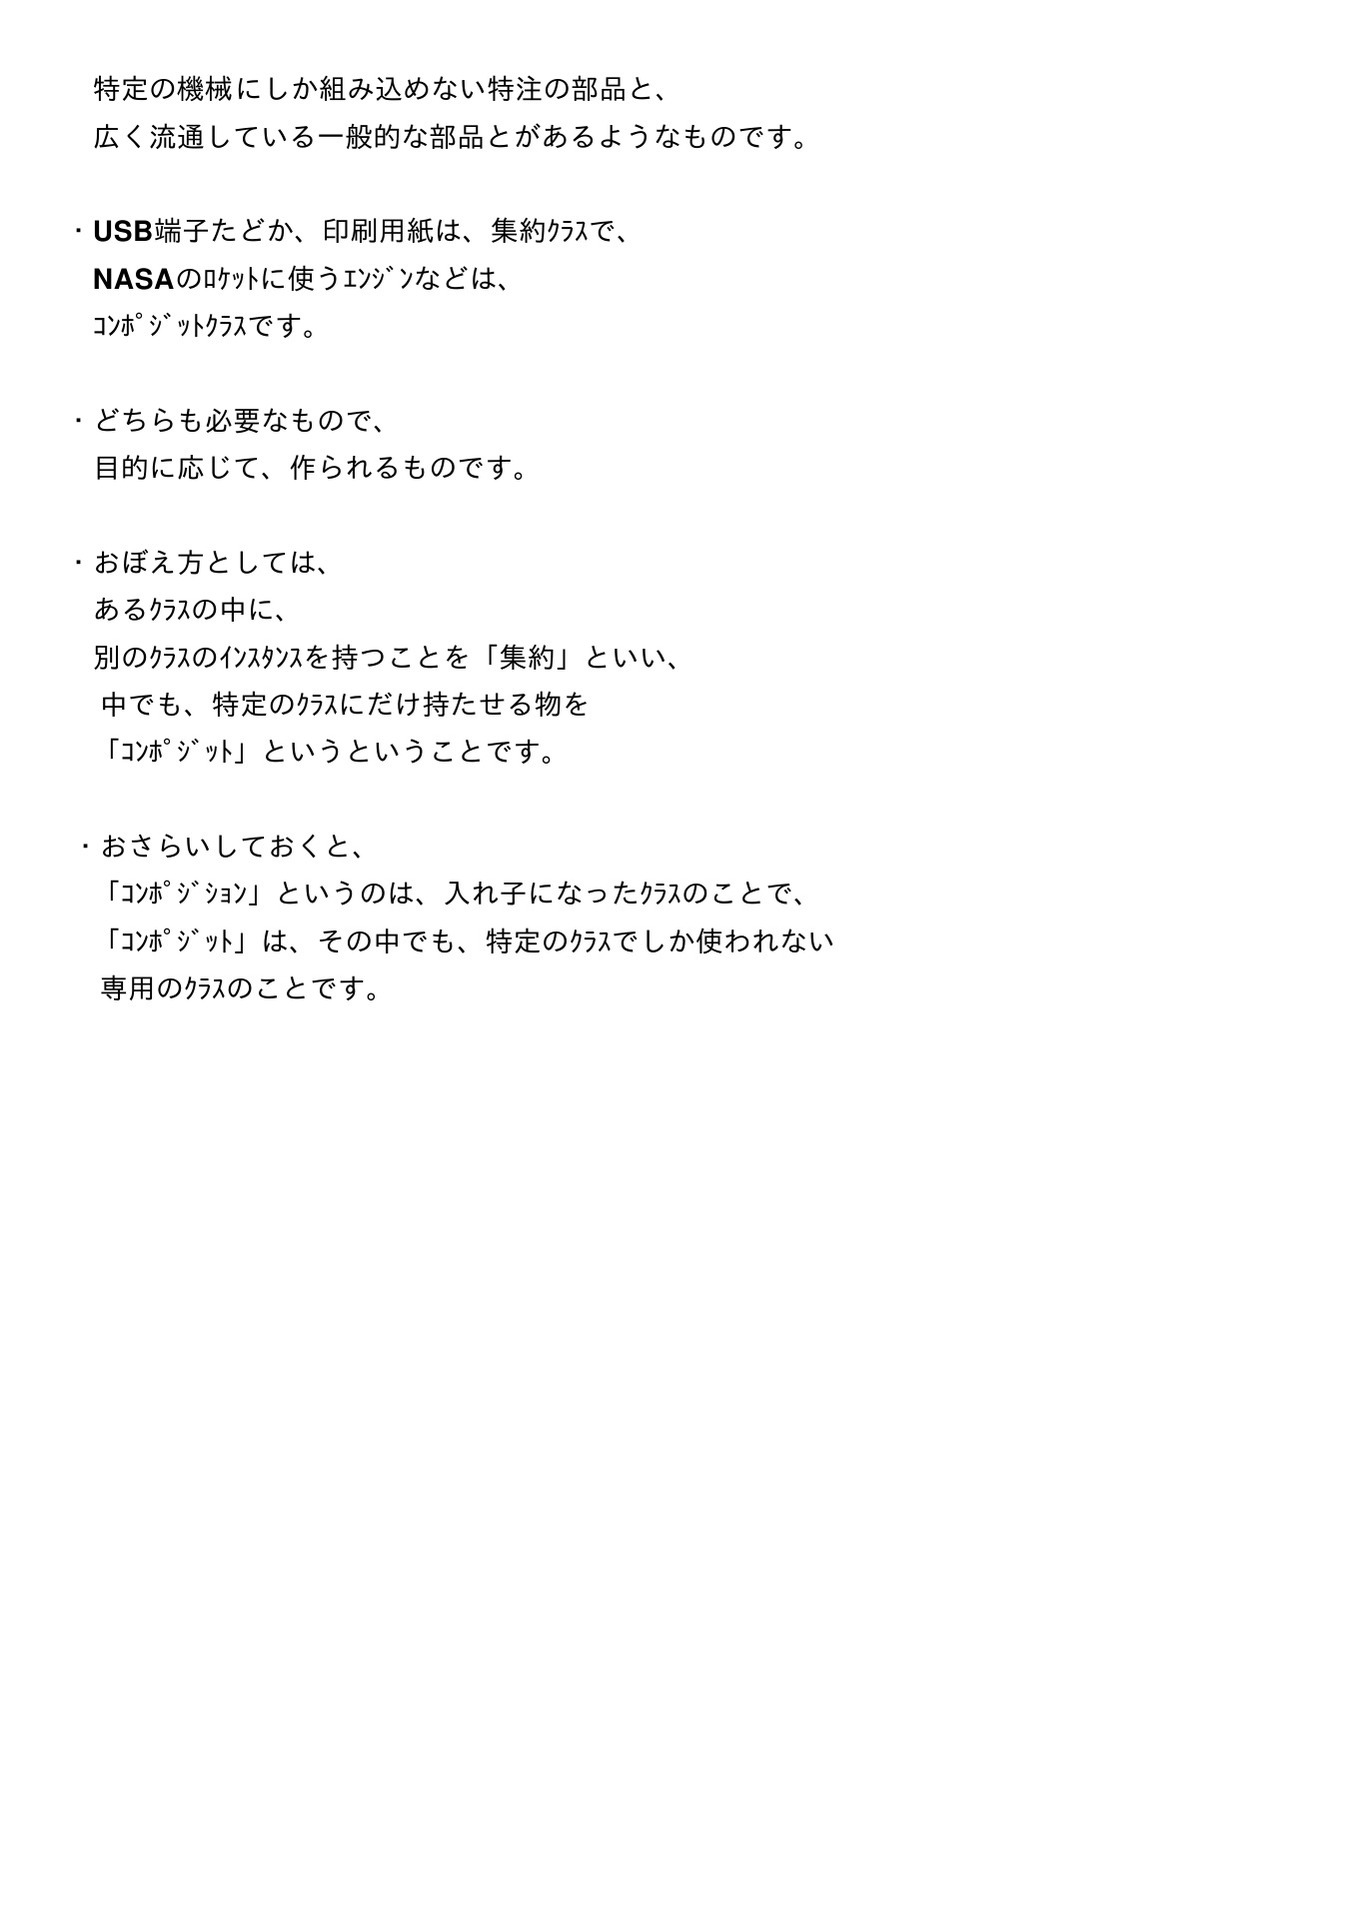 特定の機械にしか組み込めない特注の部品と、
広く流通している一般的な部品とがあるようなものです。
・USB端子たどか、印刷用紙は、集約ｸﾗｽで、
NASAのﾛｹｯﾄに使うｴﾝｼﾞﾝなどは、
ｺﾝﾎﾟｼﾞｯﾄｸﾗｽです。
・どちらも必要なもので、
目的に応じて、作られるものです。
・おぼえ方としては、
あるｸﾗｽの中に、
別のｸﾗｽのｲﾝｽﾀﾝｽを持つことを「集約」といい、
中でも、特定のｸﾗｽにだけ持たせる物を
「ｺﾝﾎﾟｼﾞｯﾄ」というということです。
・おさらいしておくと、
「ｺﾝﾎﾟｼﾞｼｮﾝ」というのは、入れ子になったｸﾗｽのことで、
「ｺﾝﾎﾟｼﾞｯﾄ」は、その中でも、特定のｸﾗｽでしか使われない
専用のｸﾗｽのことです。